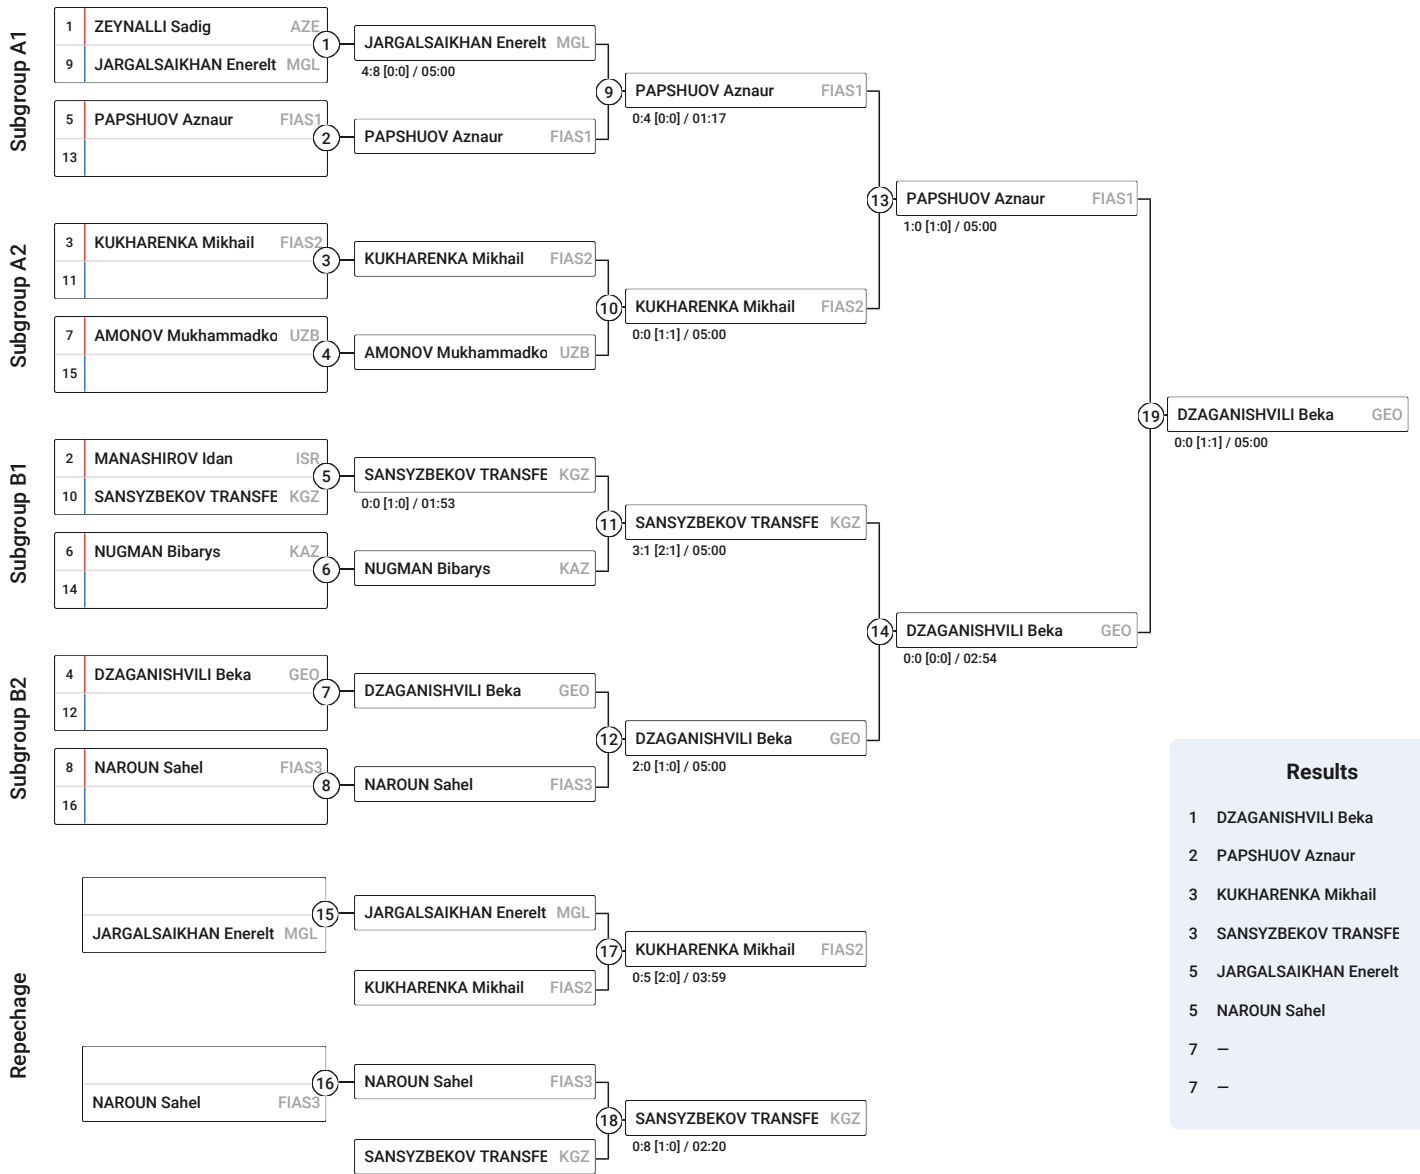 Subgroup A1
1 ZEYNALLI Sadig AZE
9 JARGALSAIKHAN Enerelt MGL
1
JARGALSAIKHAN Enerelt MGL
4:8 [0:0] / 05:00
5 PAPSHUOV Aznaur FIAS1
13
2
PAPSHUOV Aznaur FIAS1
9
PAPSHUOV Aznaur FIAS1
0:4 [0:0] / 01:17
Subgroup A2
3 KUKHARENKA Mikhail FIAS2
11
3
KUKHARENKA Mikhail FIAS2
7 AMONOV Mukhammadko UZB
15
4
AMONOV Mukhammadko UZB
10
KUKHARENKA Mikhail FIAS2
0:0 [1:1] / 05:00
13
PAPSHUOV Aznaur FIAS1
1:0 [1:0] / 05:00
Subgroup B1
2 MANASHIROV Idan ISR
10 SANSYZBEKOV TRANSFE KGZ
5
SANSYZBEKOV TRANSFE KGZ
0:0 [1:0] / 01:53
6 NUGMAN Bibarys KAZ
14
6
NUGMAN Bibarys KAZ
11
SANSYZBEKOV TRANSFE KGZ
3:1 [2:1] / 05:00
Subgroup B2
4 DZAGANISHVILI Beka GEO
12
7
DZAGANISHVILI Beka GEO
8 NAROUN Sahel FIAS3
16
8
NAROUN Sahel FIAS3
12
DZAGANISHVILI Beka GEO
2:0 [1:0] / 05:00
14
DZAGANISHVILI Beka GEO
0:0 [0:0] / 02:54
19
DZAGANISHVILI Beka GEO
0:0 [1:1] / 05:00
Repechage
JARGALSAIKHAN Enerelt MGL
15
JARGALSAIKHAN Enerelt MGL
KUKHARENKA Mikhail FIAS2
17
KUKHARENKA Mikhail FIAS2
0:5 [2:0] / 03:59
NAROUN Sahel FIAS3
16
NAROUN Sahel FIAS3
SANSYZBEKOV TRANSFE KGZ
18
SANSYZBEKOV TRANSFE KGZ
0:8 [1:0] / 02:20
Results
1 DZAGANISHVILI Beka
2 PAPSHUOV Aznaur
3 KUKHARENKA Mikhail
3 SANSYZBEKOV TRANSFE
5 JARGALSAIKHAN Enerelt
5 NAROUN Sahel
7 —
7 —